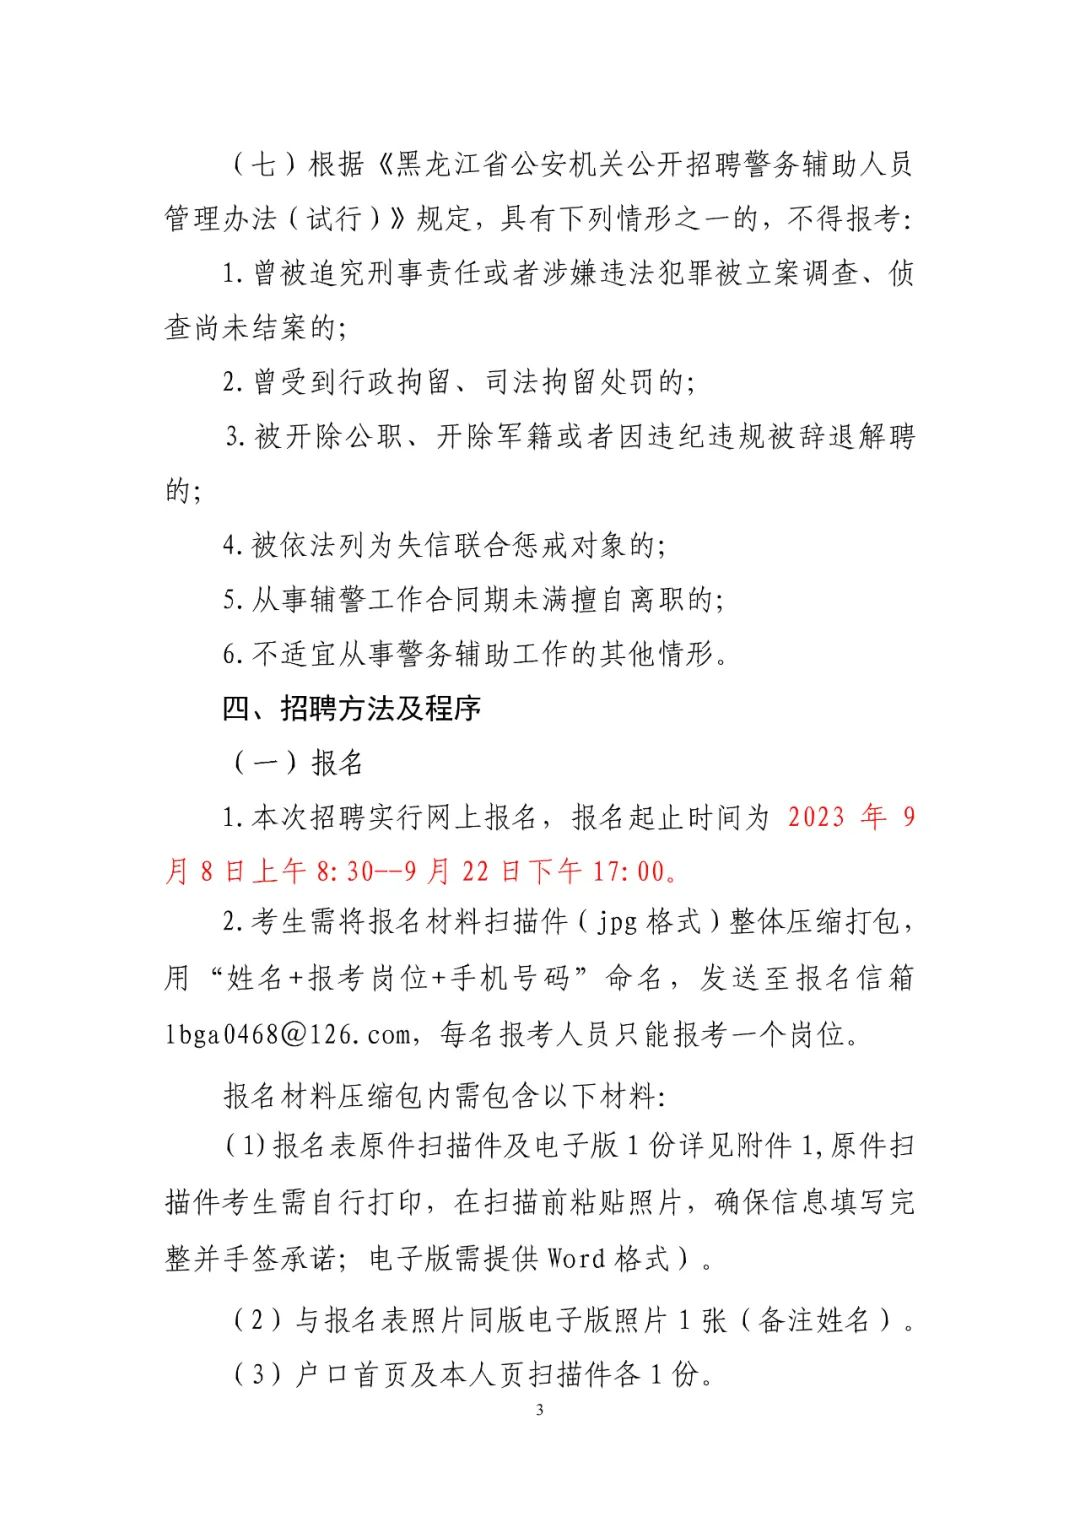 （七）根据《黑龙江省公安机关公开招聘警务辅助人员
管理办法（试行）》规定，具有下列情形之一的，不得报考：
1.曾被追究刑事责任或者涉嫌违法犯罪被立案调查、侦
查尚未结案的；
2.曾受到行政拘留、司法拘留处罚的；
3.被开除公职、开除军籍或者因违纪违规被辞退解聘
的；
4.被依法列为失信联合惩戒对象的；
5.从事辅警工作合同期未满擅自离职的；
6.不适宜从事警务辅助工作的其他情形。
四、招聘方法及程序
（一）报名
1.本次招聘实行网上报名，报名起止时间为 2023 年 9
月 8 日上午 8:30--9 月 22 日下午 17:00。
2.考生需将报名材料扫描件（jpg 格式）整体压缩打包，
用“姓名+报考岗位+手机号码”命名，发送至报名信箱
lbga0468@126.com，每名报考人员只能报考一个岗位。
报名材料压缩包内需包含以下材料：
（1)报名表原件扫描件及电子版 1 份详见附件 1,原件扫
描件考生需自行打印，在扫描前粘贴照片，确保信息填写完
整并手签承诺；电子版需提供 Word 格式）。
（2）与报名表照片同版电子版照片 1 张（备注姓名）。
（3）户口首页及本人页扫描件各 1 份。
3